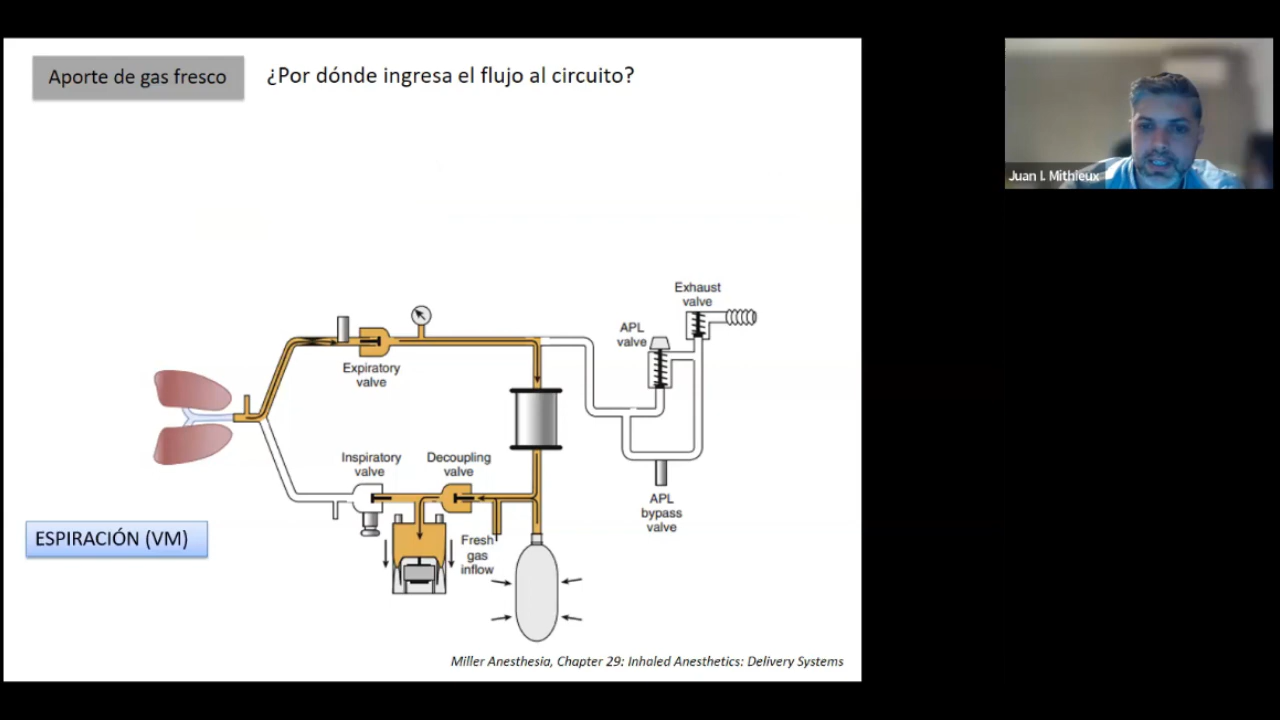 Aporte de gas fresco
¿Por dónde ingresa el flujo al circuito?
Juan I. Mithieux
Exhaust
valve
APL
valve
Expiratory
valve
Inspiratory
valve
Decoupling
valve
APL
bypass
valve
ESPIRACIÓN (VM)
Fresh
gas
inflow
Miller Anesthesia, Chapter 29: Inhaled Anesthetics: Delivery Systems